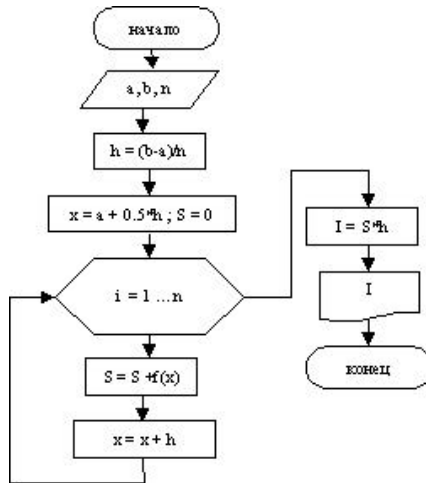 начало
a, b, n
h = (b-a)/n
x = a + 0.5*h ; S = 0
i = 1 ...n
S = S +f(x)
x = x + h
I = S*h
I
конец